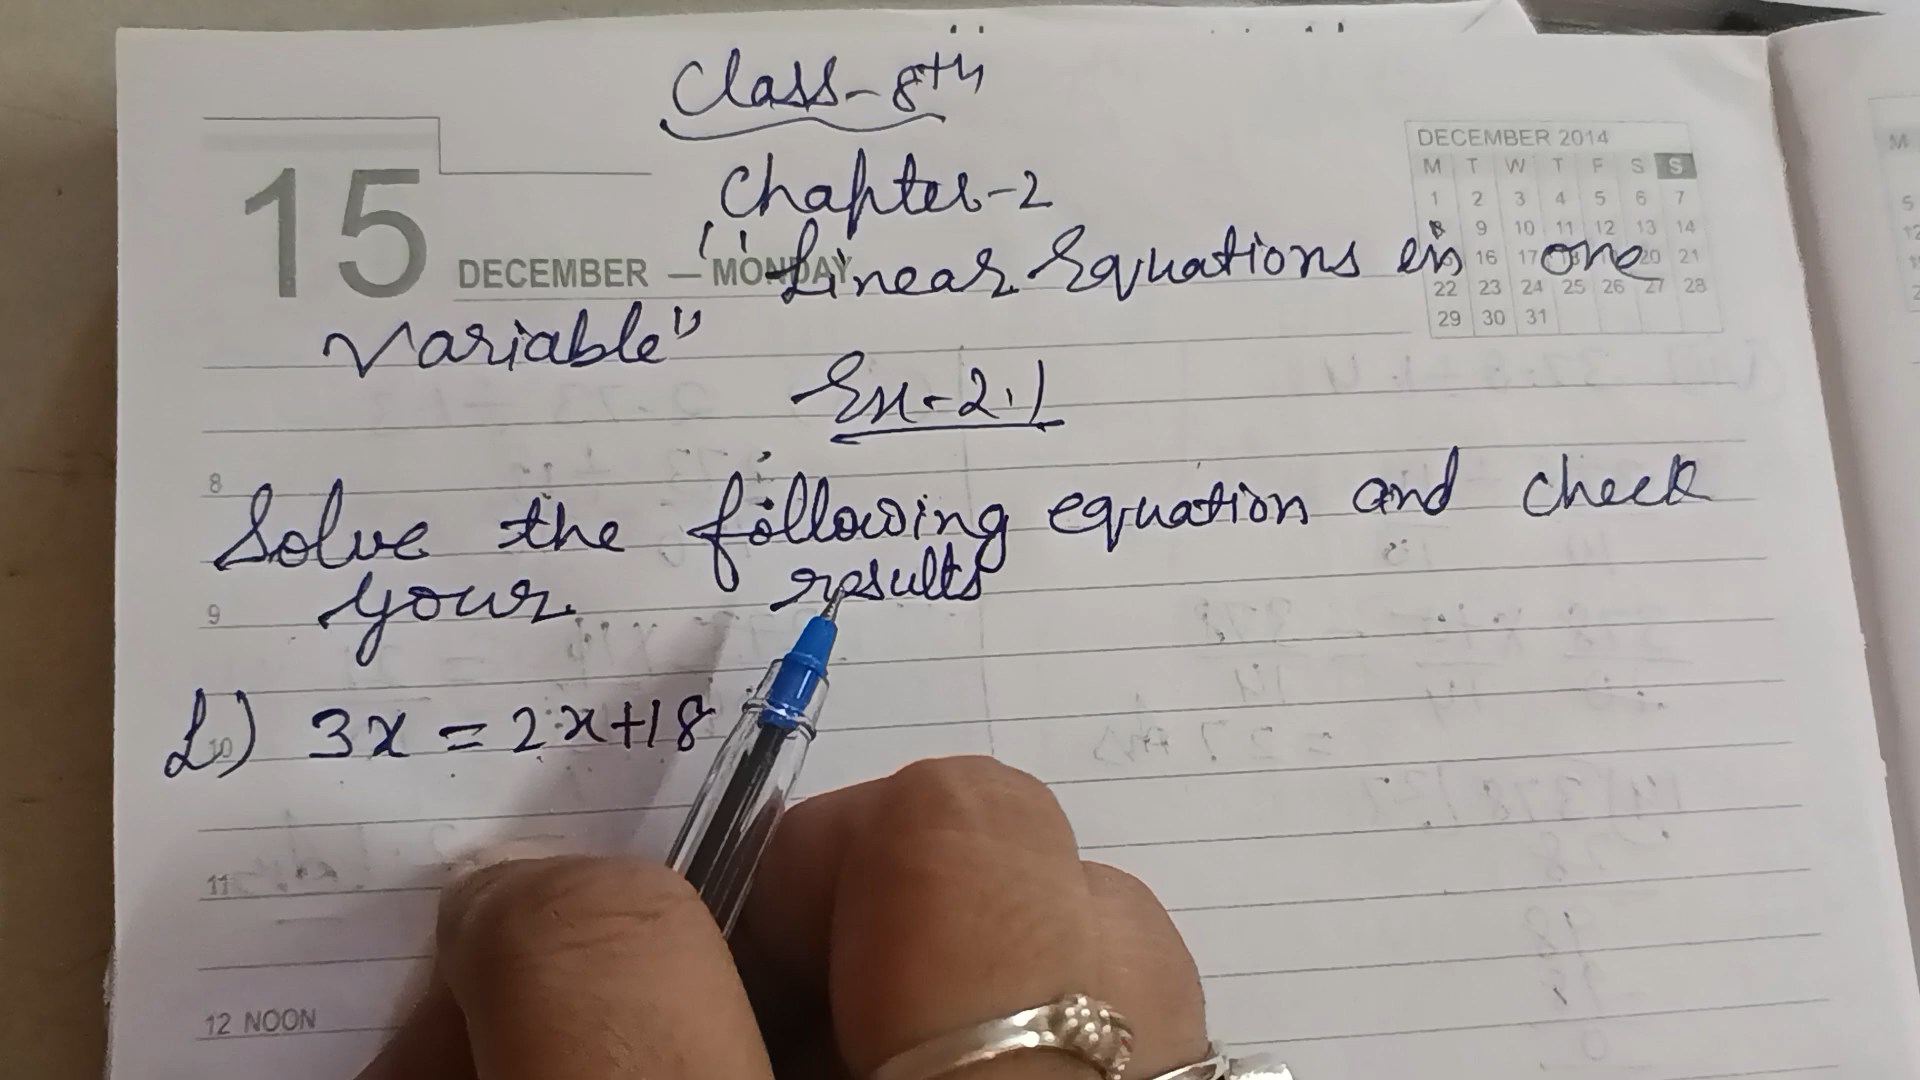 Class-8th
DECEMBER 2014
M T W T F S S
1 2 3 4 5 6 7
8 9 10 11 12 13 14
16 17 20 21
22 23 24 25 26 27 28
29 30 31
Chapter-2
15
DECEMBER – MONDAY
"Linear Equations in one
Variable"
Ex-2.1
8
Solve the following equation and check
9
your results
10
1) 3x = 2x+18
11
12 NOON